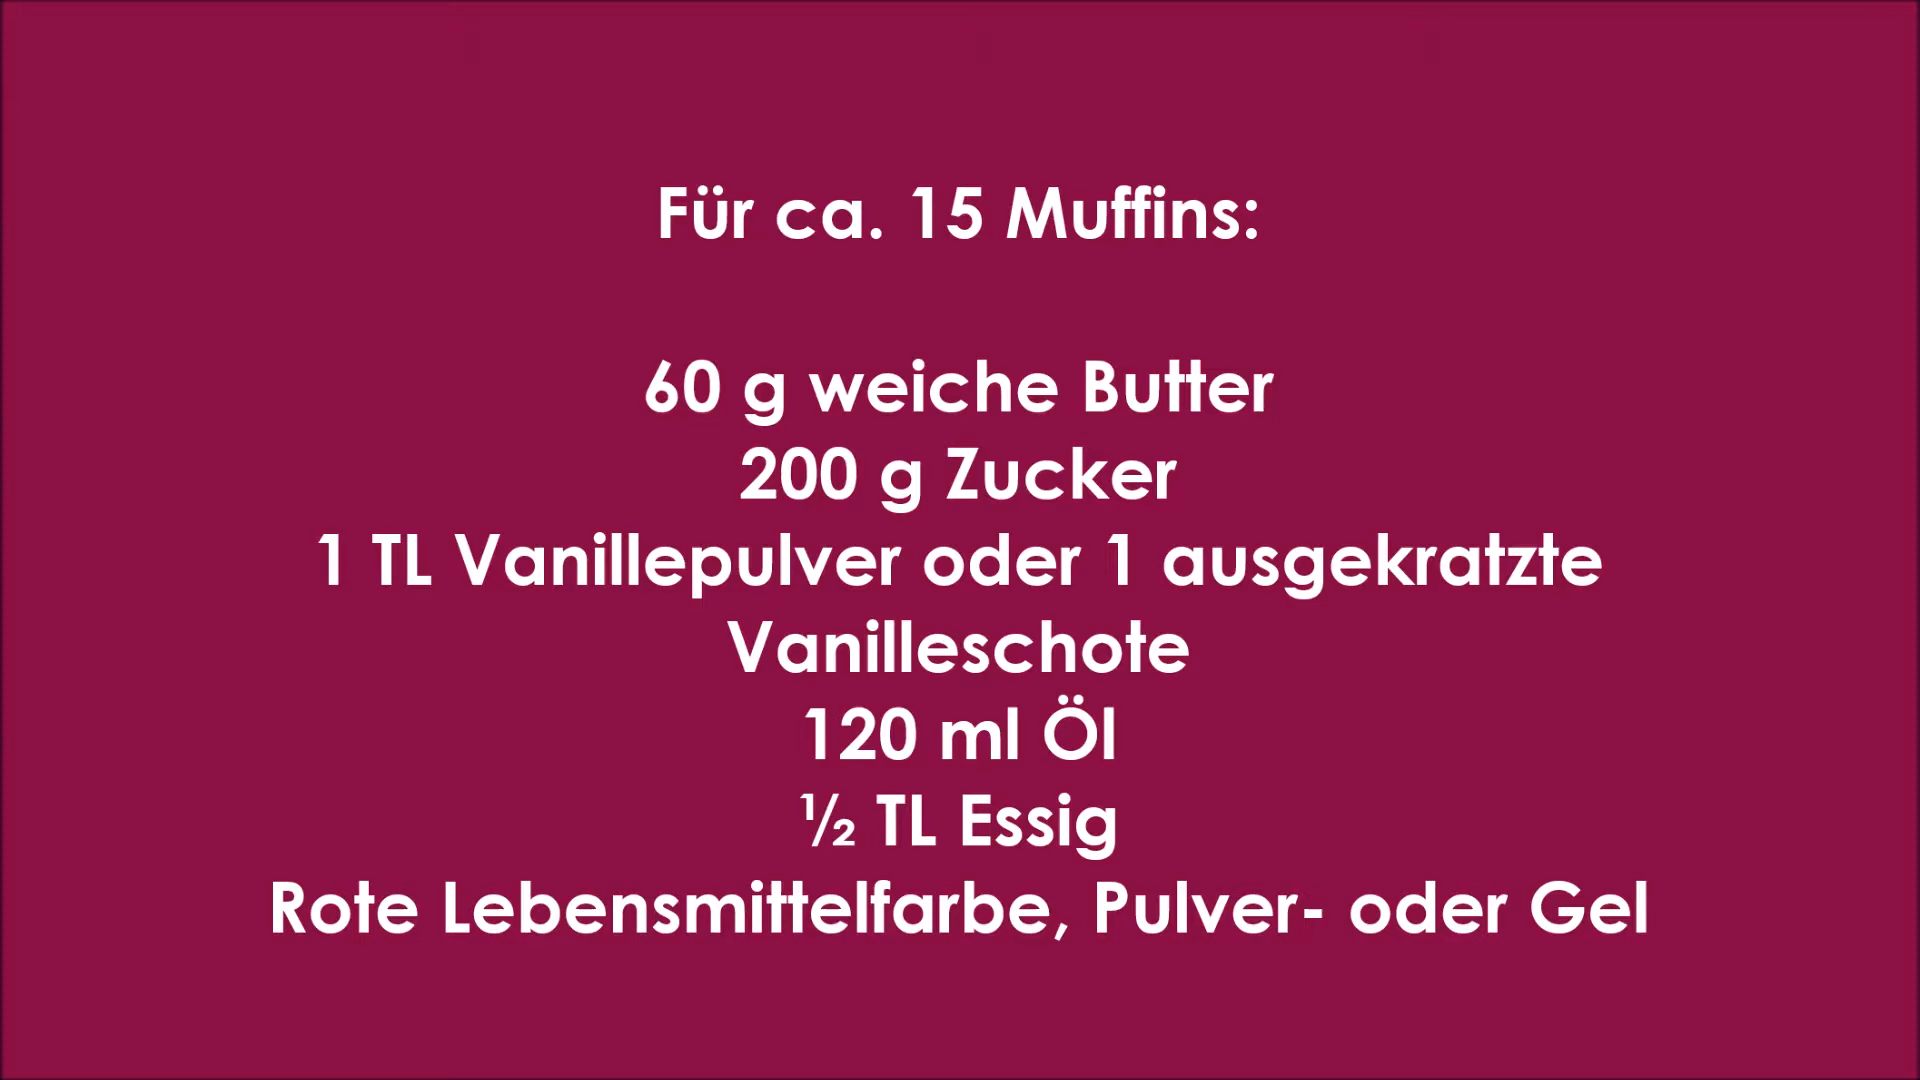 Für ca. 15 Muffins:
60 g weiche Butter
200 g Zucker
1 TL Vanillepulver oder 1 ausgekratzte
Vanilleschote
120 ml Öl
½ TL Essig
Rote Lebensmittelfarbe, Pulver- oder Gel